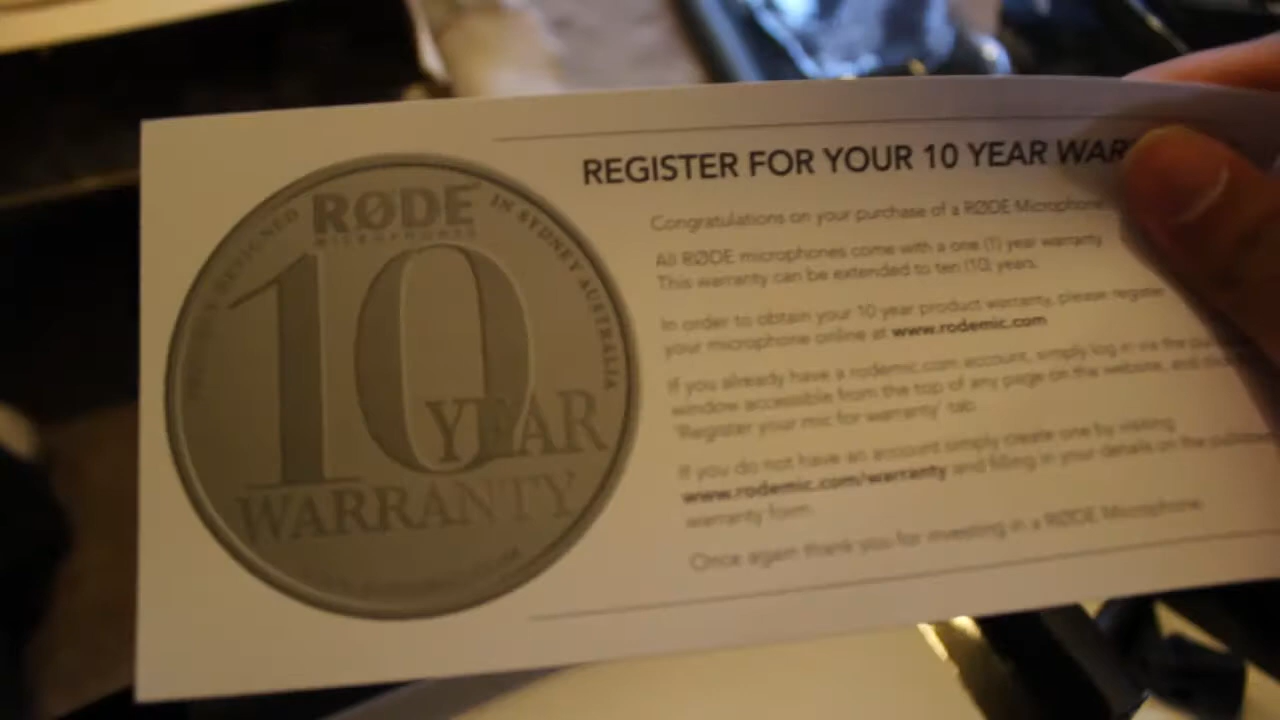 RØDE
MICROPHONES
DESIGNED
IN SYDNEY AUSTRALIA
10
YEAR
WARRANTY
REGISTER FOR YOUR 10 YEAR WAR
Congratulations on your purchase of a RØDE Microphone
All RØDE microphones come with a one (1) year warranty
This warranty can be extended to ten (10) years.
In order to obtain your 10 year product warranty, please register
your microphone online at www.rodemic.com
If you already have a rodemic.com account, simply log in via the
window accessible from the top of any page on the website, and
'Register your mic for warranty' tab.
If you do not have an account simply create one by visiting
www.rodemic.com/warranty and filling in your details on the
warranty form.
Once again thank you for investing in a RØDE Microphone